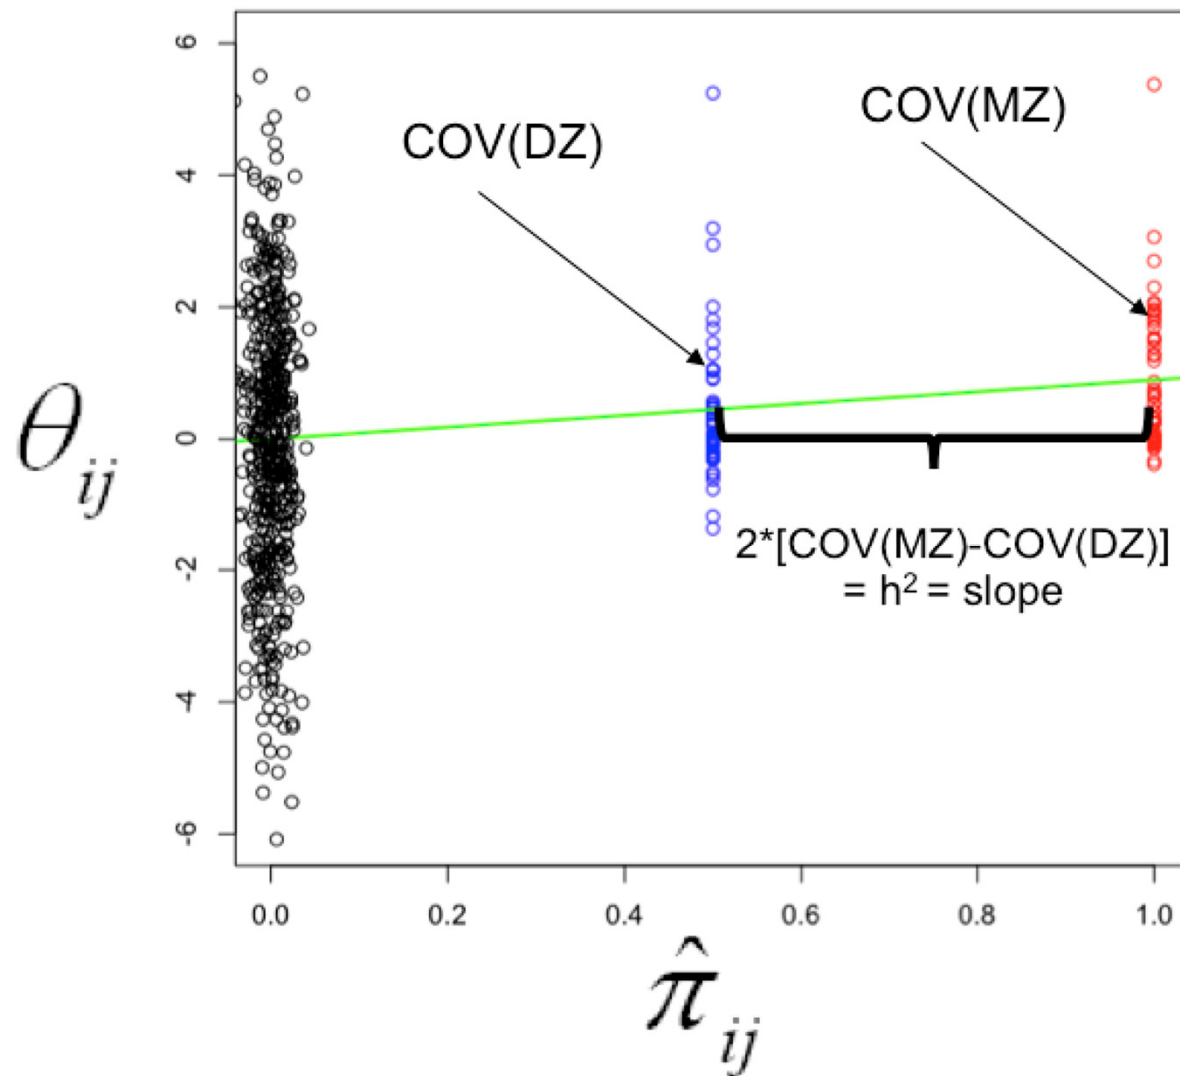 6
4
2
0
-2
-4
-6
θij
COV(DZ)
COV(MZ)
2*[COV(MZ)-COV(DZ)]
= h² = slope
0.0 0.2 0.4 0.6 0.8 1.0
π̂ij